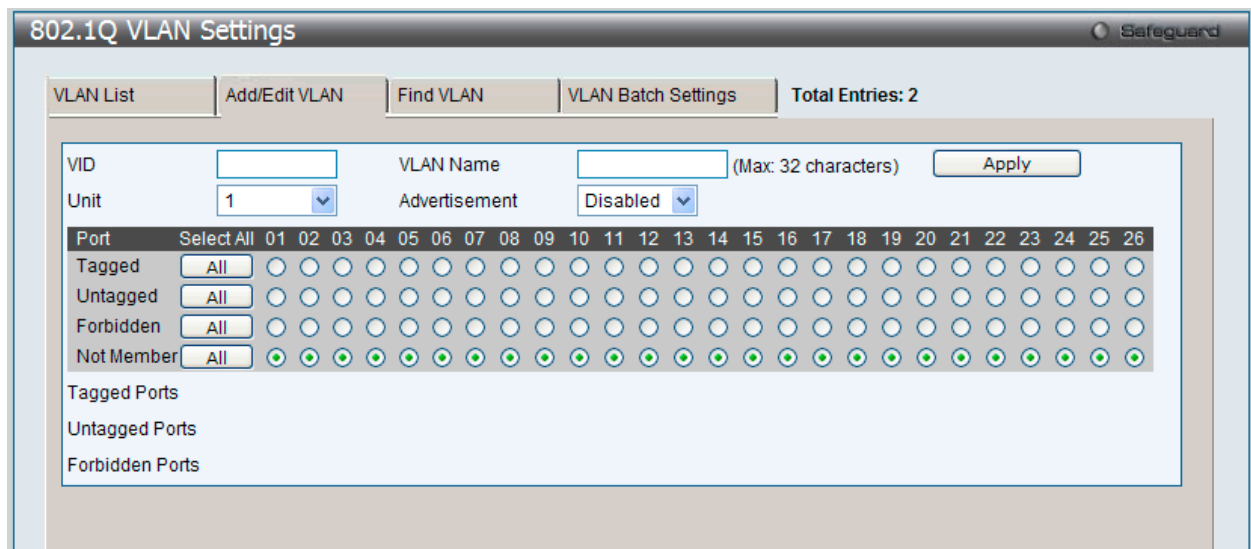 802.1Q VLAN Settings Safeguard
VLAN List Add/Edit VLAN Find VLAN VLAN Batch Settings Total Entries: 2
VID VLAN Name (Max: 32 characters) Apply
Unit 1 Advertisement Disabled
Port Select All 01 02 03 04 05 06 07 08 09 10 11 12 13 14 15 16 17 18 19 20 21 22 23 24 25 26
Tagged All
Untagged All
Forbidden All
Not Member All
Tagged Ports
Untagged Ports
Forbidden Ports